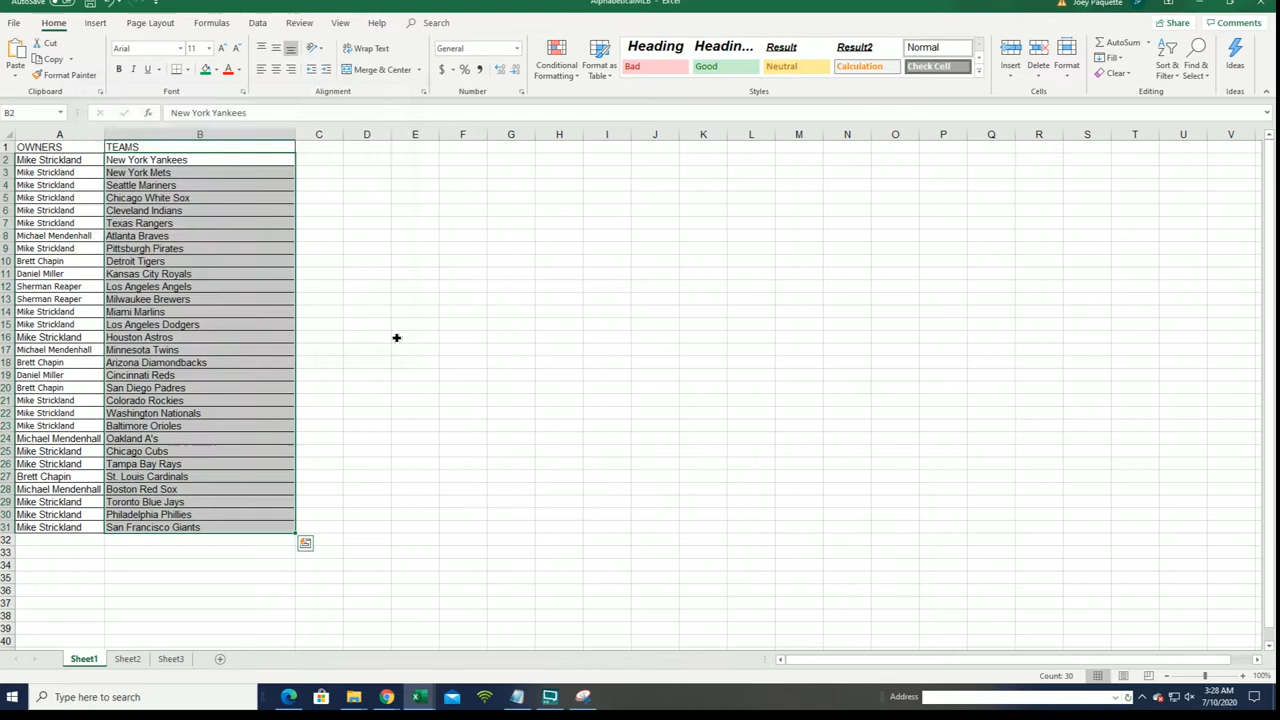 AutoSave
AlphabeticalMLB - Excel
Joey Paquette JP
File Home Insert Page Layout Formulas Data Review View Help Search Share Comments
Paste Cut Copy Format Painter Clipboard
Arial 11 A A B I U A Font
ab Wrap Text Merge & Center Alignment
General $ % , Number
Conditional Formatting Format as Table
Heading Headin... Result Result2 Normal
Bad Good Neutral Calculation Check Cell
Styles
Insert Delete Format Cells
AutoSum Fill Clear Sort & Filter Find & Select Editing
Ideas Ideas
B2 fx New York Yankees
A B C D E F G H I J K L M N O P Q R S T U V
1 OWNERS TEAMS
2 Mike Strickland New York Yankees
3 Mike Strickland New York Mets
4 Mike Strickland Seattle Mariners
5 Mike Strickland Chicago White Sox
6 Mike Strickland Cleveland Indians
7 Mike Strickland Texas Rangers
8 Michael Mendenhall Atlanta Braves
9 Mike Strickland Pittsburgh Pirates
10 Brett Chapin Detroit Tigers
11 Daniel Miller Kansas City Royals
12 Sherman Reaper Los Angeles Angels
13 Sherman Reaper Milwaukee Brewers
14 Mike Strickland Miami Marlins
15 Mike Strickland Los Angeles Dodgers
16 Mike Strickland Houston Astros
17 Michael Mendenhall Minnesota Twins
18 Brett Chapin Arizona Diamondbacks
19 Daniel Miller Cincinnati Reds
20 Brett Chapin San Diego Padres
21 Mike Strickland Colorado Rockies
22 Mike Strickland Washington Nationals
23 Mike Strickland Baltimore Orioles
24 Michael Mendenhall Oakland A's
25 Mike Strickland Chicago Cubs
26 Mike Strickland Tampa Bay Rays
27 Brett Chapin St. Louis Cardinals
28 Michael Mendenhall Boston Red Sox
29 Mike Strickland Toronto Blue Jays
30 Mike Strickland Philadelphia Phillies
31 Mike Strickland San Francisco Giants
32
33
34
35
36
37
38
39
40
Sheet1 Sheet2 Sheet3
Count: 30 100%
Type here to search Address 3:28 AM
7/10/2020